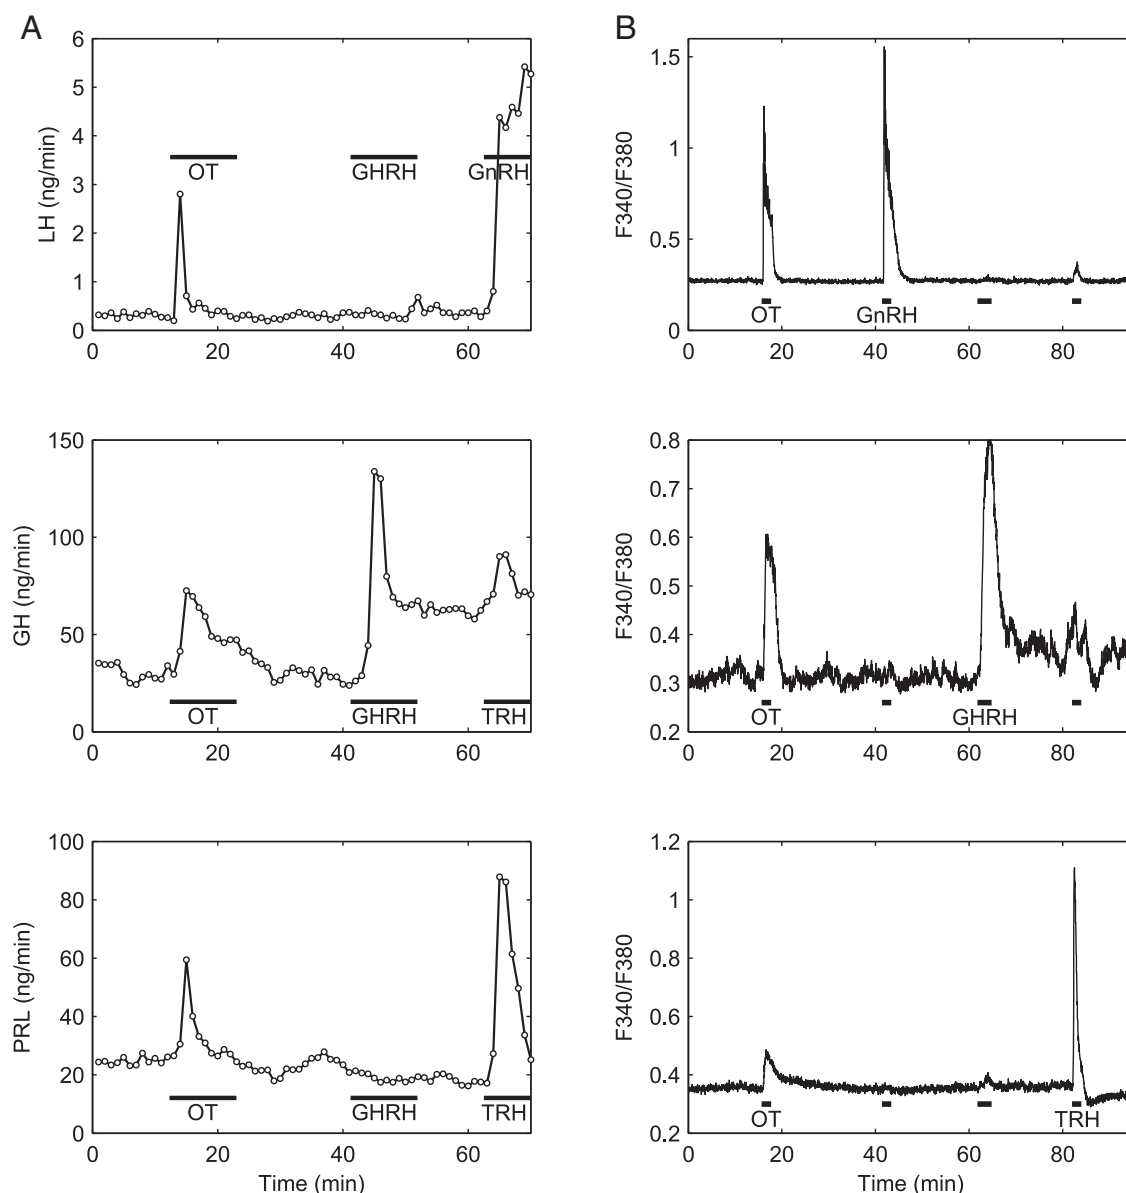 A
6
5
4
3
2
1
0
LH (ng/min)
OT
GHRH
GnRH
0
20
40
60
B
1.5
1
0.5
0
F340/F380
OT
GnRH
0
20
40
60
80
150
100
50
0
GH (ng/min)
OT
GHRH
TRH
0
20
40
60
0.8
0.7
0.6
0.5
0.4
0.3
0.2
F340/F380
OT
GHRH
0
20
40
60
80
100
80
60
40
20
0
PRL (ng/min)
OT
GHRH
TRH
0
20
40
60
Time (min)
1.2
1
0.8
0.6
0.4
0.2
F340/F380
OT
TRH
0
20
40
60
80
Time (min)